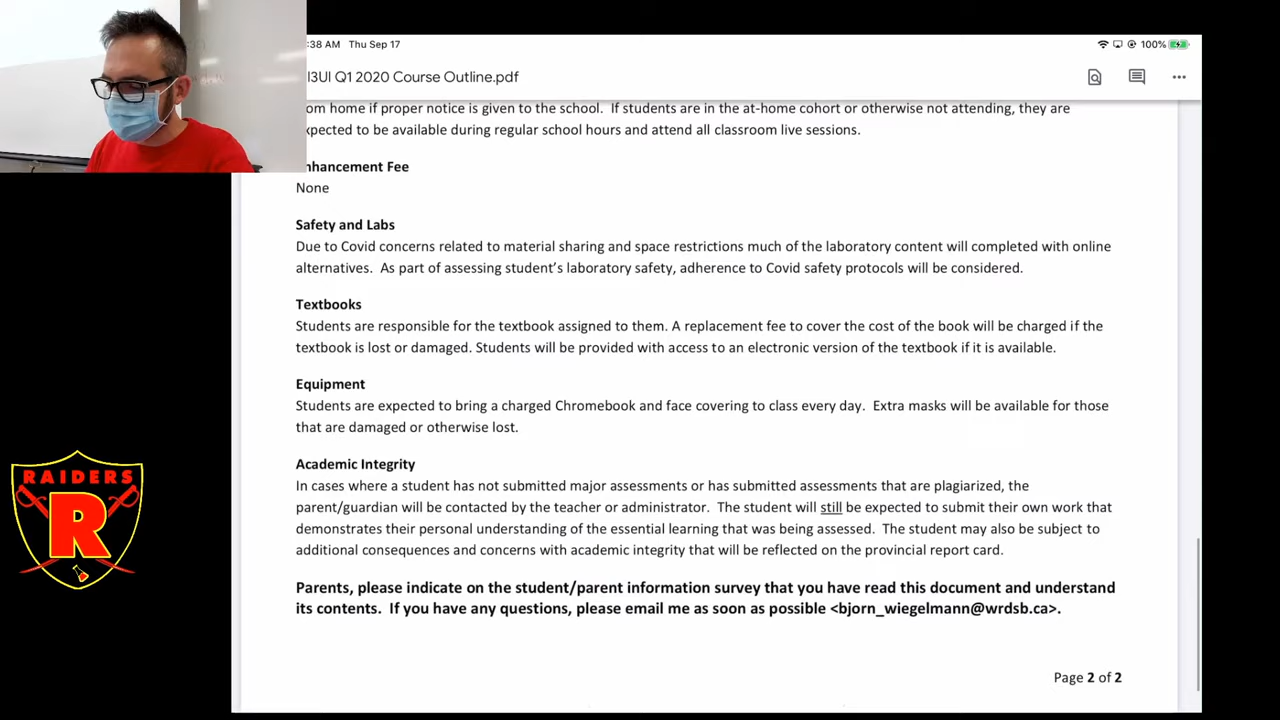 :38 AM Thu Sep 17
100%
I3UI Q1 2020 Course Outline.pdf
om home if proper notice is given to the school. If students are in the at-home cohort or otherwise not attending, they are
xpected to be available during regular school hours and attend all classroom live sessions.
nhancement Fee
None
Safety and Labs
Due to Covid concerns related to material sharing and space restrictions much of the laboratory content will completed with online
alternatives. As part of assessing student's laboratory safety, adherence to Covid safety protocols will be considered.
Textbooks
Students are responsible for the textbook assigned to them. A replacement fee to cover the cost of the book will be charged if the
textbook is lost or damaged. Students will be provided with access to an electronic version of the textbook if it is available.
Equipment
Students are expected to bring a charged Chromebook and face covering to class every day. Extra masks will be available for those
that are damaged or otherwise lost.
Academic Integrity
In cases where a student has not submitted major assessments or has submitted assessments that are plagiarized, the
parent/guardian will be contacted by the teacher or administrator. The student will still be expected to submit their own work that
demonstrates their personal understanding of the essential learning that was being assessed. The student may also be subject to
additional consequences and concerns with academic integrity that will be reflected on the provincial report card.
Parents, please indicate on the student/parent information survey that you have read this document and understand
its contents. If you have any questions, please email me as soon as possible <bjorn_wiegelmann@wrdsb.ca>.
Page 2 of 2
RAIDERS
R